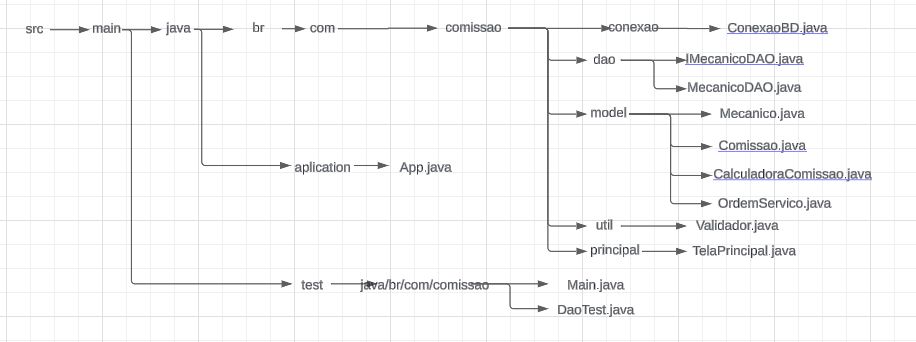 src main java br com comissao conexao ConexaoBD.java
dao IMecanicoDAO.java
MecanicoDAO.java
model Mecanico.java
Comissao.java
aplication App.java
CalculadoraComissao.java
OrdemServico.java
util Validador.java
principal TelaPrincipal.java
test java/br/com/comissao Main.java
DaoTest.java